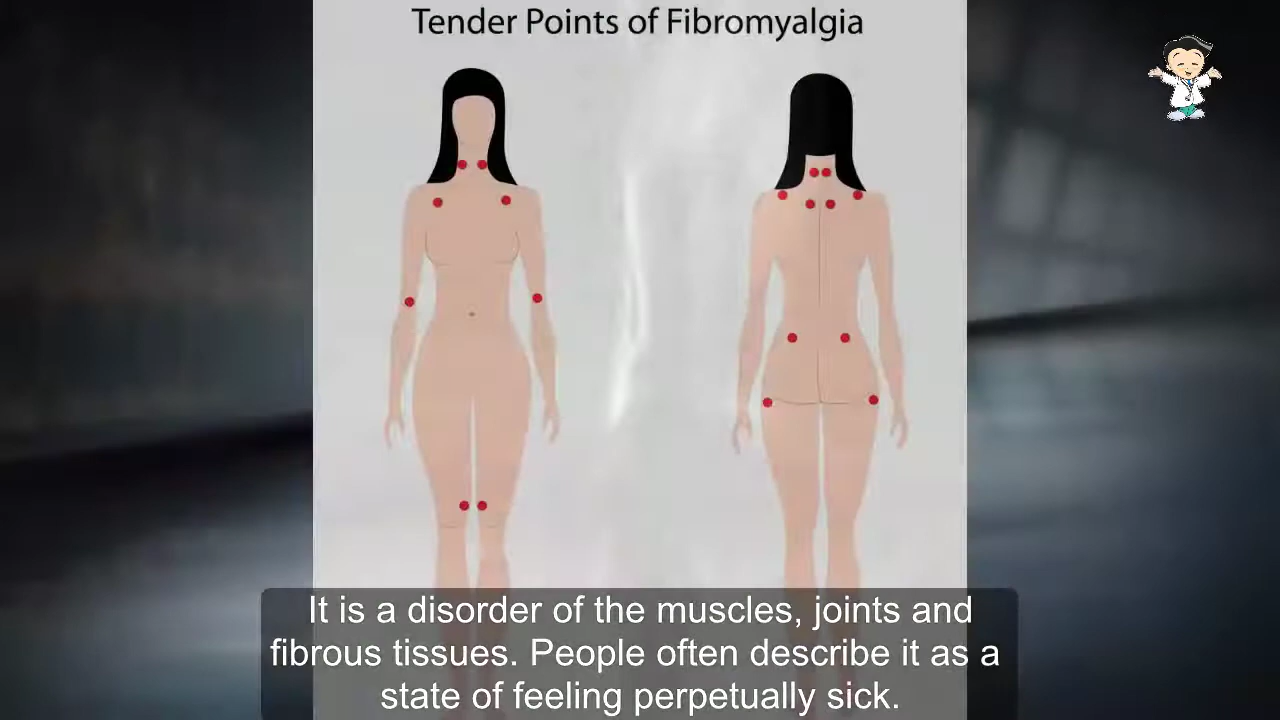 Tender Points of Fibromyalgia
It is a disorder of the muscles, joints and
fibrous tissues. People often describe it as a
state of feeling perpetually sick.